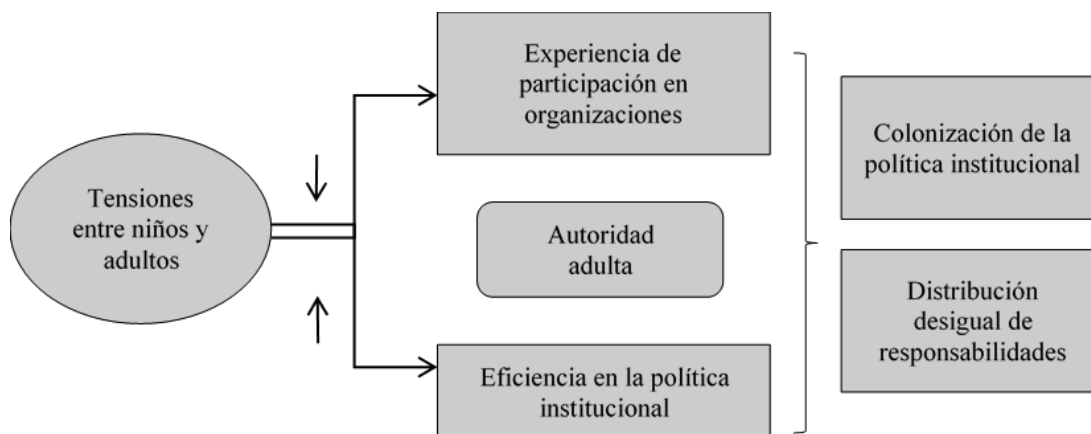 Tensiones
entre niños y
adultos
Experiencia de
participación en
organizaciones
Autoridad
adulta
Eficiencia en la política
institucional
Colonización de la
política institucional
Distribución
desigual de
responsabilidades